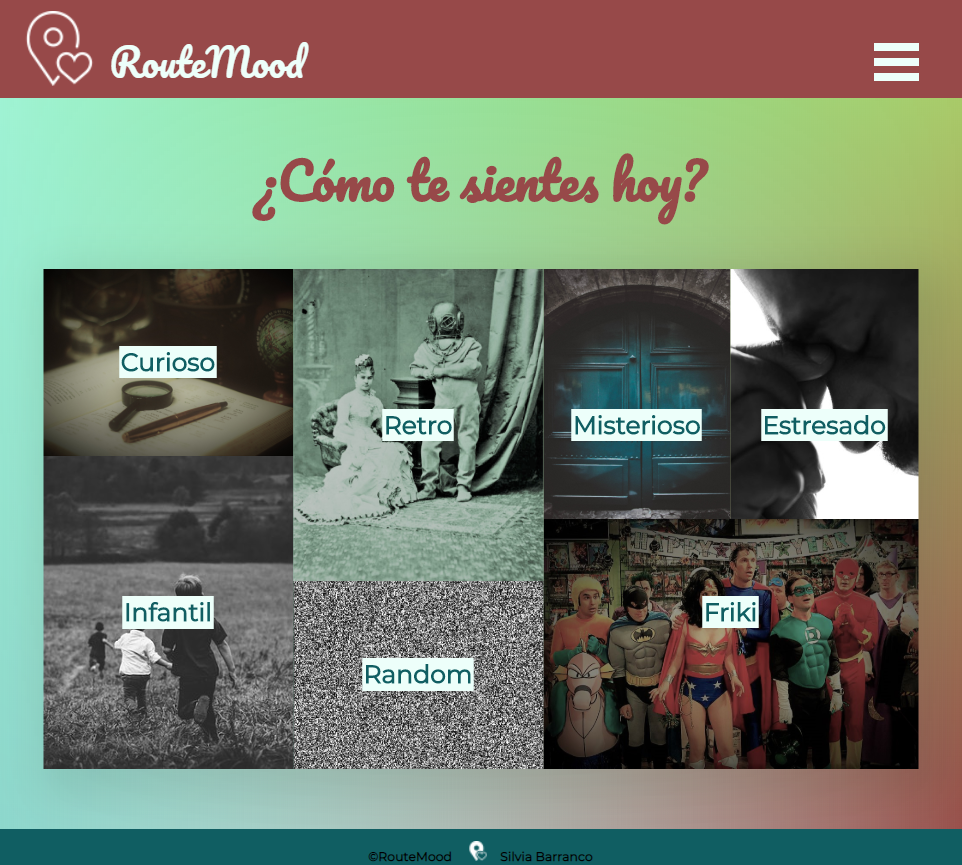 RouteMood
¿Cómo te sientes hoy?
Curioso
Retro
Misterioso
Estresado
Infantil
Friki
Random
©RouteMood
Silvia Barranco